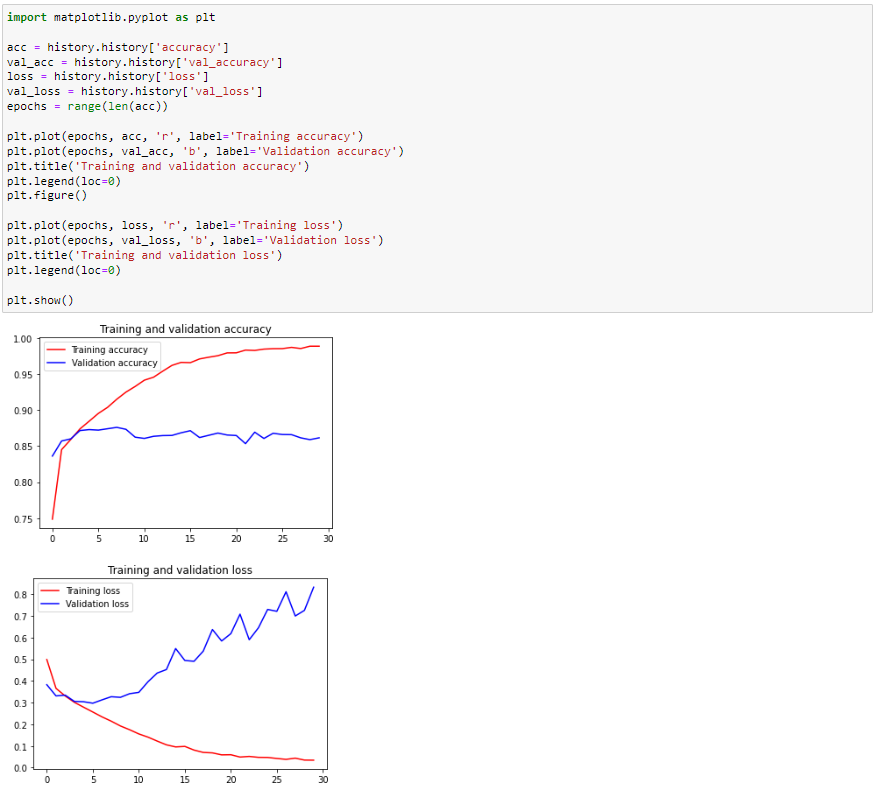 import matplotlib.pyplot as plt
acc = history.history['accuracy']
val_acc = history.history['val_accuracy']
loss = history.history['loss']
val_loss = history.history['val_loss']
epochs = range(len(acc))
plt.plot(epochs, acc, 'r', label='Training accuracy')
plt.plot(epochs, val_acc, 'b', label='Validation accuracy')
plt.title('Training and validation accuracy')
plt.legend(loc=0)
plt.figure()
plt.plot(epochs, loss, 'r', label='Training loss')
plt.plot(epochs, val_loss, 'b', label='Validation loss')
plt.title('Training and validation loss')
plt.legend(loc=0)
plt.show()
Training and validation accuracy
Training accuracy
Validation accuracy
1.00
0.95
0.90
0.85
0.80
0.75
0 5 10 15 20 25 30
Training and validation loss
Training loss
Validation loss
0.8
0.7
0.6
0.5
0.4
0.3
0.2
0.1
0.0
0 5 10 15 20 25 30